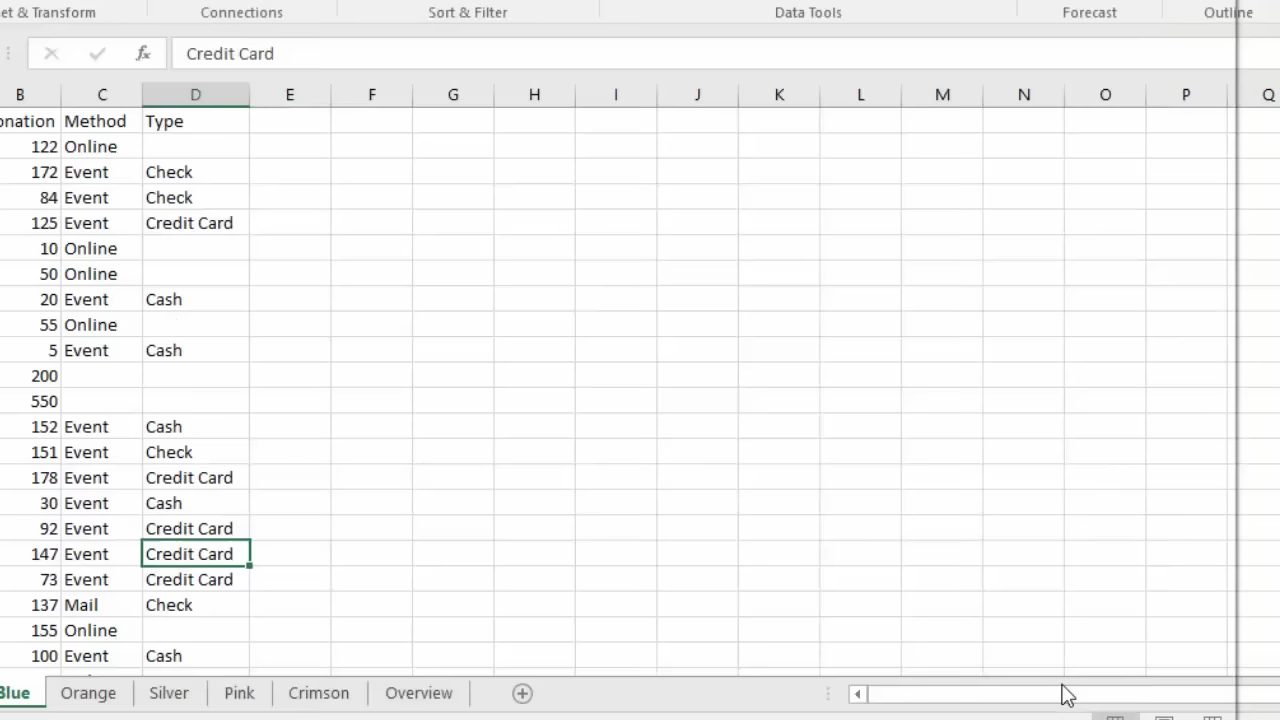 et & Transform Connections Sort & Filter Data Tools Forecast Outline
fx Credit Card
B C D E F G H I J K L M N O P Q
onation Method Type
122 Online
172 Event Check
84 Event Check
125 Event Credit Card
10 Online
50 Online
20 Event Cash
55 Online
5 Event Cash
200
550
152 Event Cash
151 Event Check
178 Event Credit Card
30 Event Cash
92 Event Credit Card
147 Event Credit Card
73 Event Credit Card
137 Mail Check
155 Online
100 Event Cash
Blue Orange Silver Pink Crimson Overview